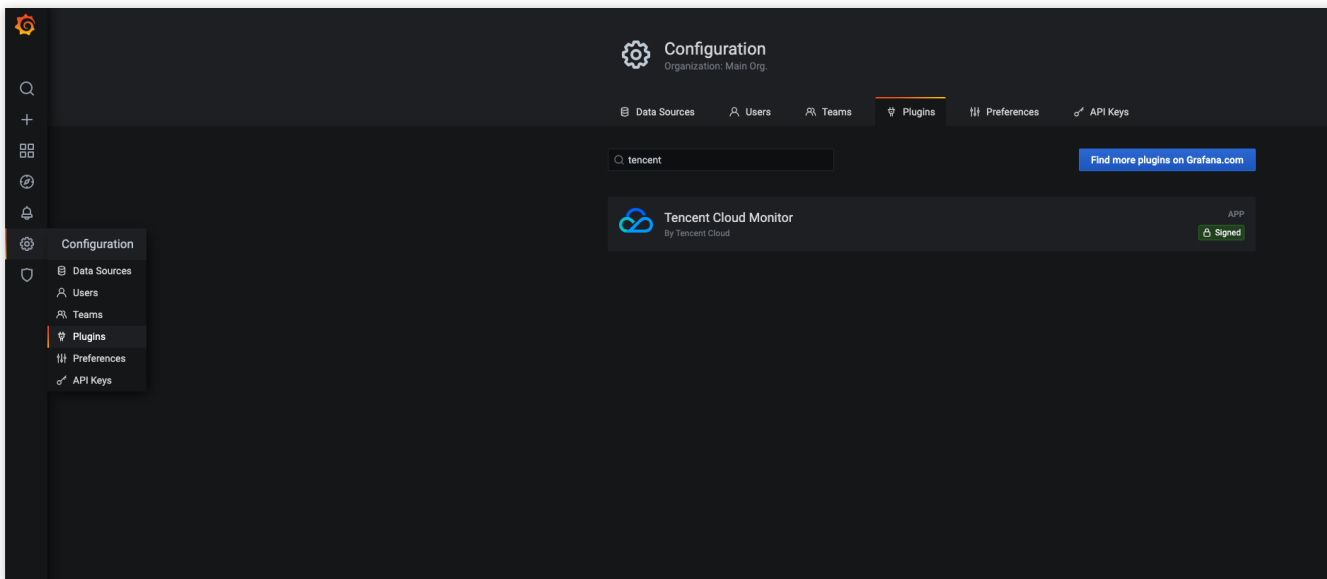 Configuration
Organization: Main Org.
Data Sources
Users
Teams
Plugins
Preferences
API Keys
tencent
Find more plugins on Grafana.com
Tencent Cloud Monitor
By Tencent Cloud
APP
Signed
Configuration
Data Sources
Users
Teams
Plugins
Preferences
API Keys